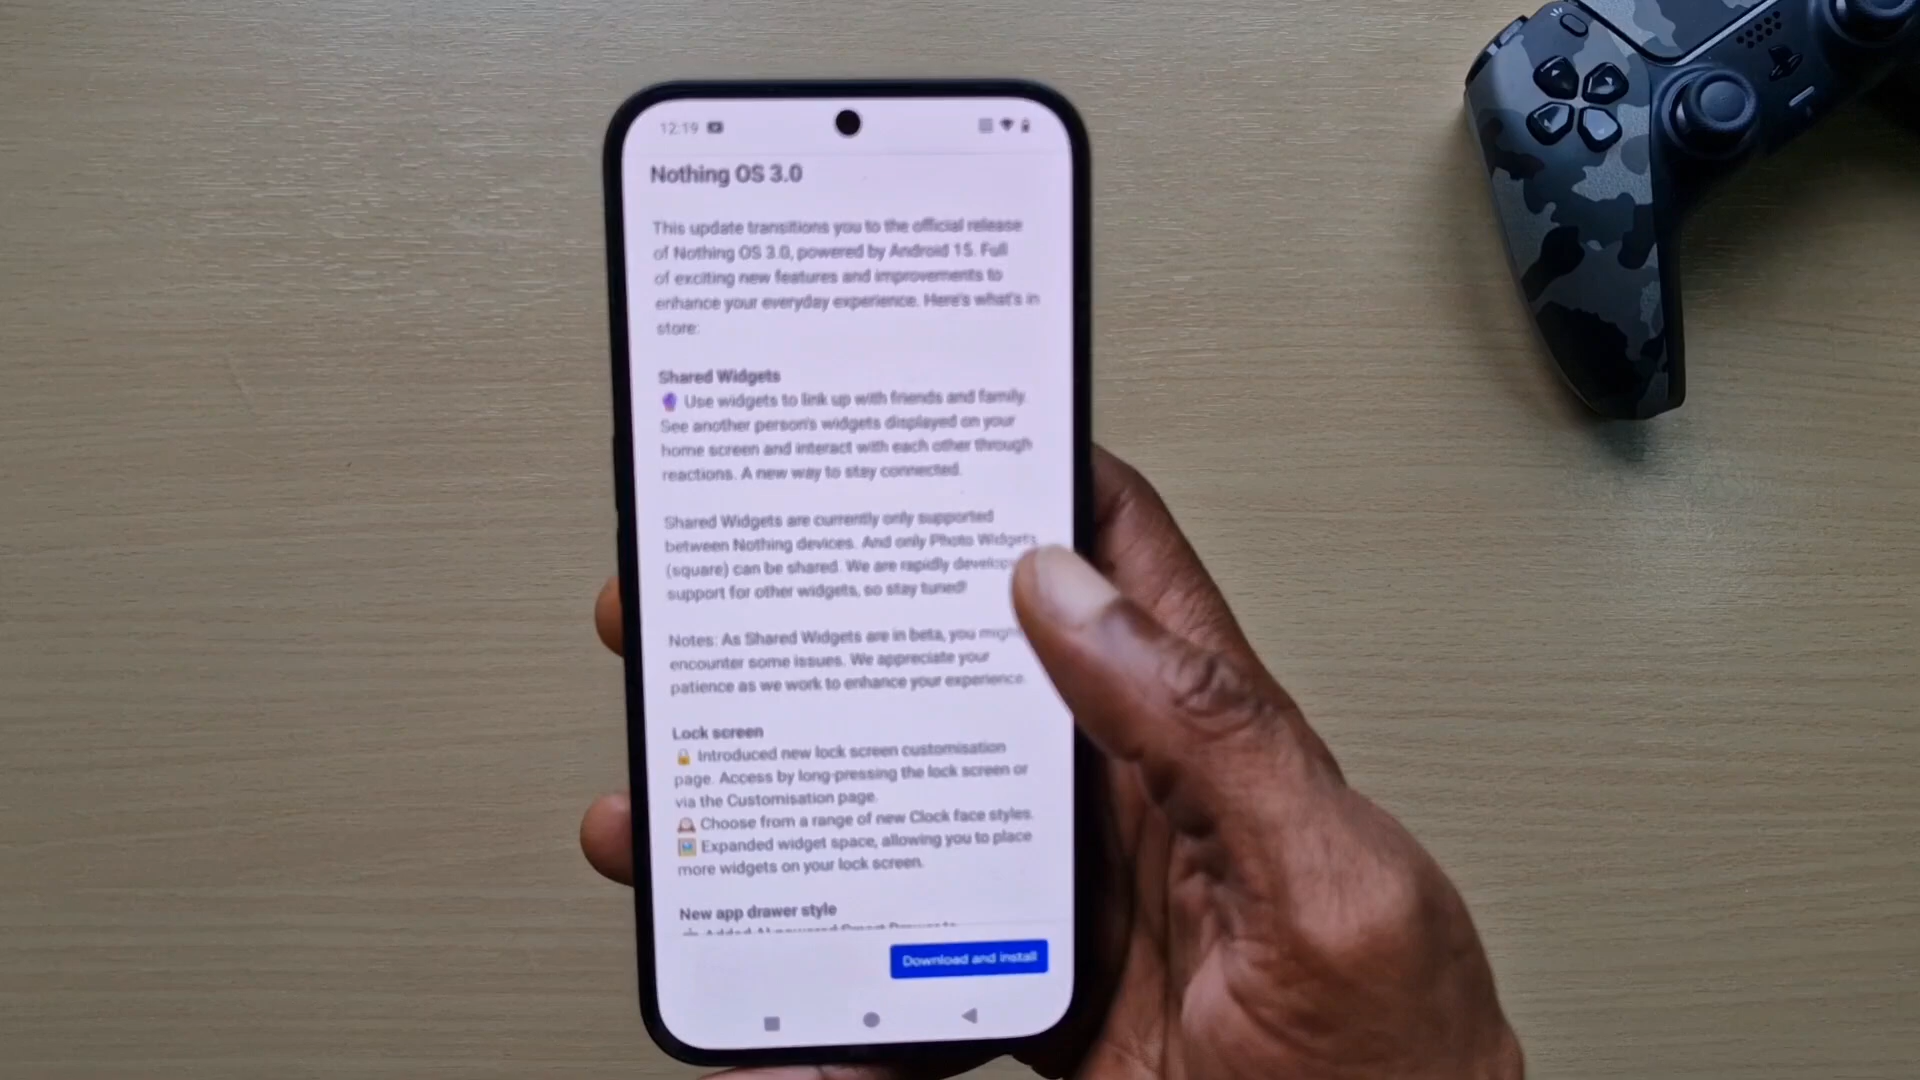 12:19
Nothing OS 3.0
This update transitions you to the official release
of Nothing OS 3.0, powered by Android 15. Full
of exciting new features and improvements to
enhance your everyday experience. Here's what's in
store:
Shared Widgets
🔮 Use widgets to link up with friends and family.
See another person's widgets displayed on your
home screen and interact with each other through
reactions. A new way to stay connected.
Shared Widgets are currently only supported
between Nothing devices. And only Photo Widgets
(square) can be shared. We are rapidly
support for other widgets, so stay tuned!
Notes: As Shared Widgets are in beta, you
encounter some issues. We appreciate your
patience as we work to enhance your experience.
Lock screen
🔒 Introduced new lock screen customisation
page. Access by long-pressing the lock screen or
via the Customisation page.
🕰️ Choose from a range of new Clock face styles.
🖼️ Expanded widget space, allowing you to place
more widgets on your lock screen.
New app drawer style
Download and install